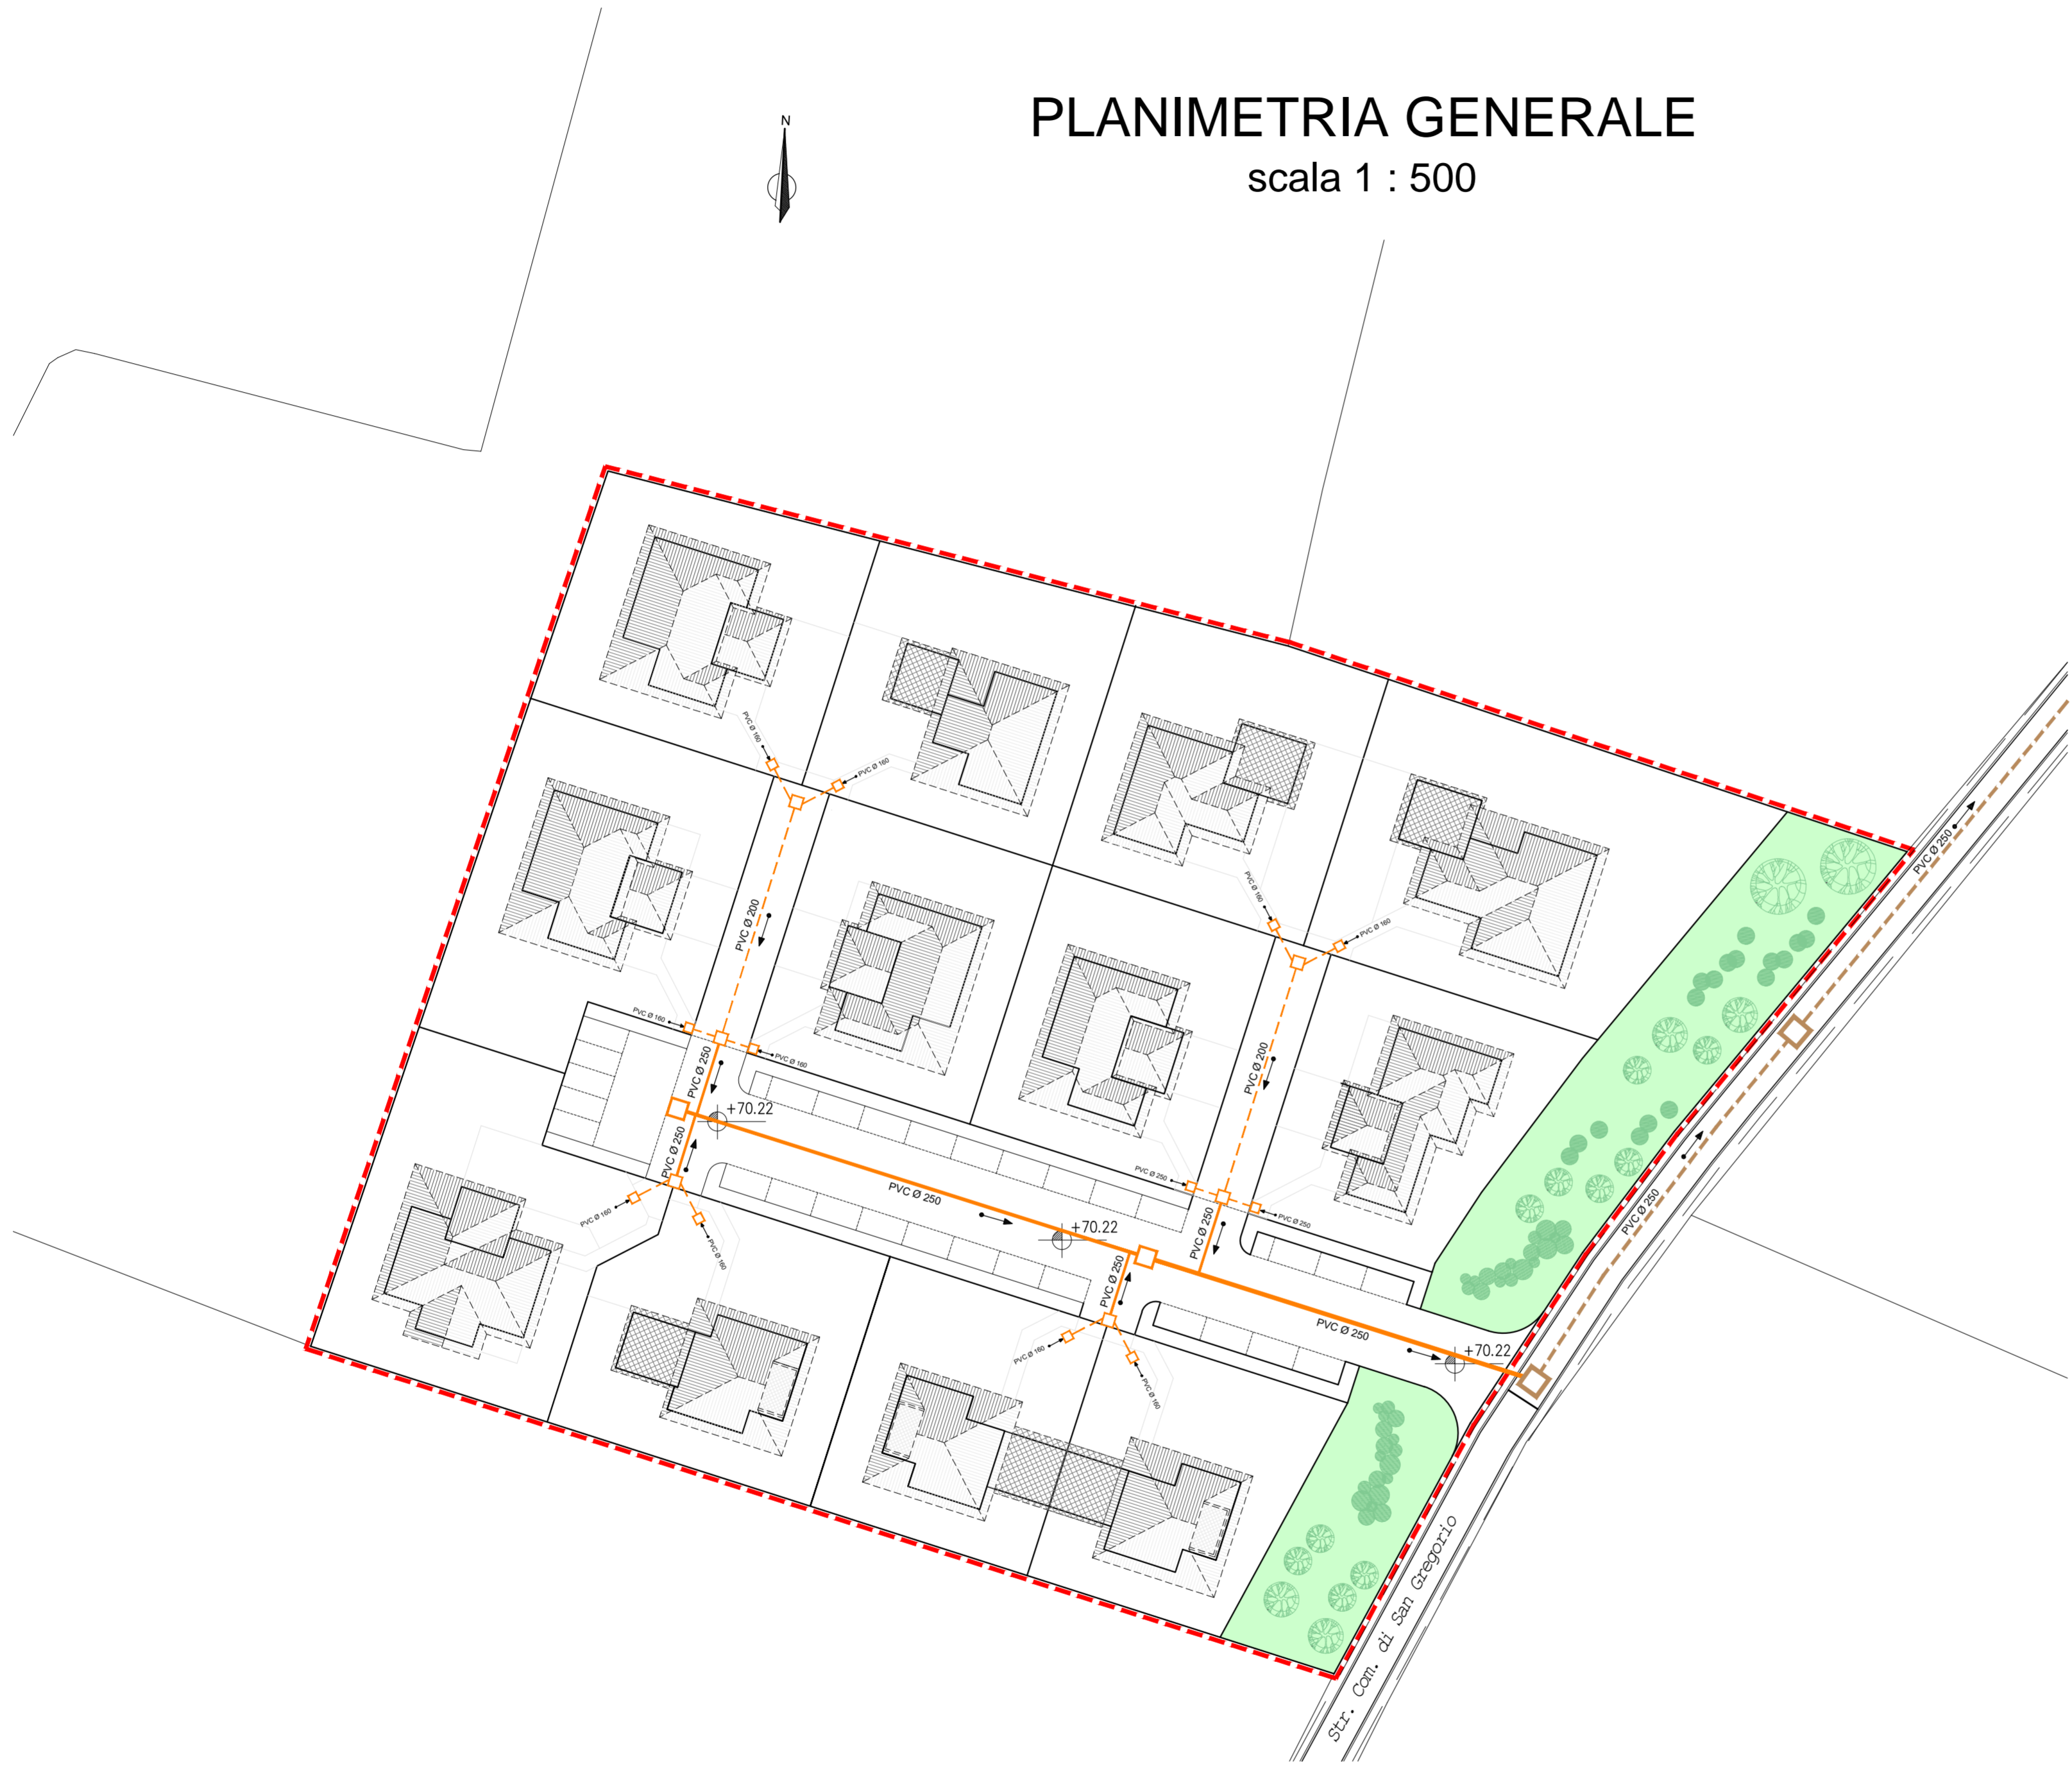 PLANIMETRIA GENERALE
scala 1 : 500
N
PVC Ø 160
PVC Ø 160
PVC Ø 250
PVC Ø 160
PVC Ø 160
PVC Ø 200
PVC Ø 160
PVC Ø 160
PVC Ø 200
PVC Ø 250
+70.22
PVC Ø 250
PVC Ø 250
PVC Ø 250
PVC Ø 160
PVC Ø 160
PVC Ø 250
+70.22
PVC Ø 250
PVC Ø 250
PVC Ø 250
PVC Ø 160
PVC Ø 160
PVC Ø 250
+70.22
Str. Com. di San Gregorio